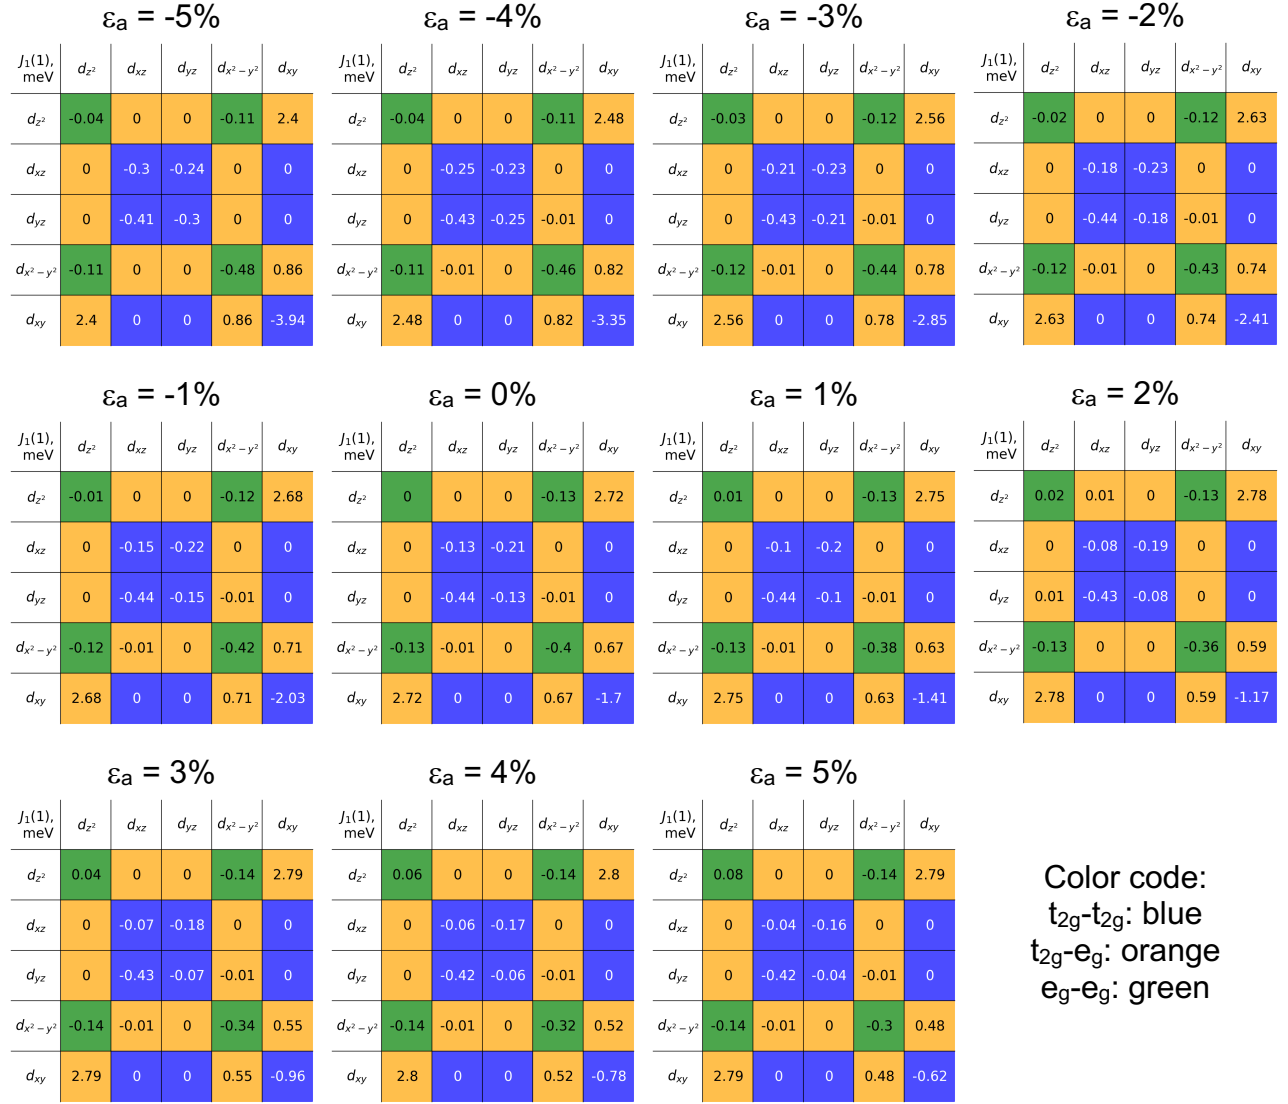 εa = -5% εa = -4% εa = -3% εa = -2%
J1(1), meV dz² dxz dyz dx²−y² dxy J1(1), meV dz² dxz dyz dx²−y² dxy J1(1), meV dz² dxz dyz dx²−y² dxy J1(1), meV dz² dxz dyz dx²−y² dxy
dz² -0.04 0 0 -0.11 2.4 dz² -0.04 0 0 -0.11 2.48 dz² -0.03 0 0 -0.12 2.56 dz² -0.02 0 0 -0.12 2.63
dxz 0 -0.3 -0.24 0 0 dxz 0 -0.25 -0.23 0 0 dxz 0 -0.21 -0.23 0 0 dxz 0 -0.18 -0.23 0 0
dyz 0 -0.41 -0.3 0 0 dyz 0 -0.43 -0.25 -0.01 0 dyz 0 -0.43 -0.21 -0.01 0 dyz 0 -0.44 -0.18 -0.01 0
dx²−y² -0.11 0 0 -0.48 0.86 dx²−y² -0.11 -0.01 0 -0.46 0.82 dx²−y² -0.12 -0.01 0 -0.44 0.78 dx²−y² -0.12 -0.01 0 -0.43 0.74
dxy 2.4 0 0 0.86 -3.94 dxy 2.48 0 0 0.82 -3.35 dxy 2.56 0 0 0.78 -2.85 dxy 2.63 0 0 0.74 -2.41
εa = -1% εa = 0% εa = 1% εa = 2%
J1(1), meV dz² dxz dyz dx²−y² dxy J1(1), meV dz² dxz dyz dx²−y² dxy J1(1), meV dz² dxz dyz dx²−y² dxy J1(1), meV dz² dxz dyz dx²−y² dxy
dz² -0.01 0 0 -0.12 2.68 dz² 0 0 0 -0.13 2.72 dz² 0.01 0 0 -0.13 2.75 dz² 0.02 0.01 0 -0.13 2.78
dxz 0 -0.15 -0.22 0 0 dxz 0 -0.13 -0.21 0 0 dxz 0 -0.1 -0.2 0 0 dxz 0 -0.08 -0.19 0 0
dyz 0 -0.44 -0.15 -0.01 0 dyz 0 -0.44 -0.13 -0.01 0 dyz 0 -0.44 -0.1 -0.01 0 dyz 0.01 -0.43 -0.08 0 0
dx²−y² -0.12 -0.01 0 -0.42 0.71 dx²−y² -0.13 -0.01 0 -0.4 0.67 dx²−y² -0.13 -0.01 0 -0.38 0.63 dx²−y² -0.13 0 0 -0.36 0.59
dxy 2.68 0 0 0.71 -2.03 dxy 2.72 0 0 0.67 -1.7 dxy 2.75 0 0 0.63 -1.41 dxy 2.78 0 0 0.59 -1.17
εa = 3% εa = 4% εa = 5%
J1(1), meV dz² dxz dyz dx²−y² dxy J1(1), meV dz² dxz dyz dx²−y² dxy J1(1), meV dz² dxz dyz dx²−y² dxy
dz² 0.04 0 0 -0.14 2.79 dz² 0.06 0 0 -0.14 2.8 dz² 0.08 0 0 -0.14 2.79
dxz 0 -0.07 -0.18 0 0 dxz 0 -0.06 -0.17 0 0 dxz 0 -0.04 -0.16 0 0
dyz 0 -0.43 -0.07 -0.01 0 dyz 0 -0.42 -0.06 -0.01 0 dyz 0 -0.42 -0.04 -0.01 0
dx²−y² -0.14 -0.01 0 -0.34 0.55 dx²−y² -0.14 -0.01 0 -0.32 0.52 dx²−y² -0.14 -0.01 0 -0.3 0.48
dxy 2.79 0 0 0.55 -0.96 dxy 2.8 0 0 0.52 -0.78 dxy 2.79 0 0 0.48 -0.62
Color code:
t2g-t2g: blue
t2g-eg: orange
eg-eg: green